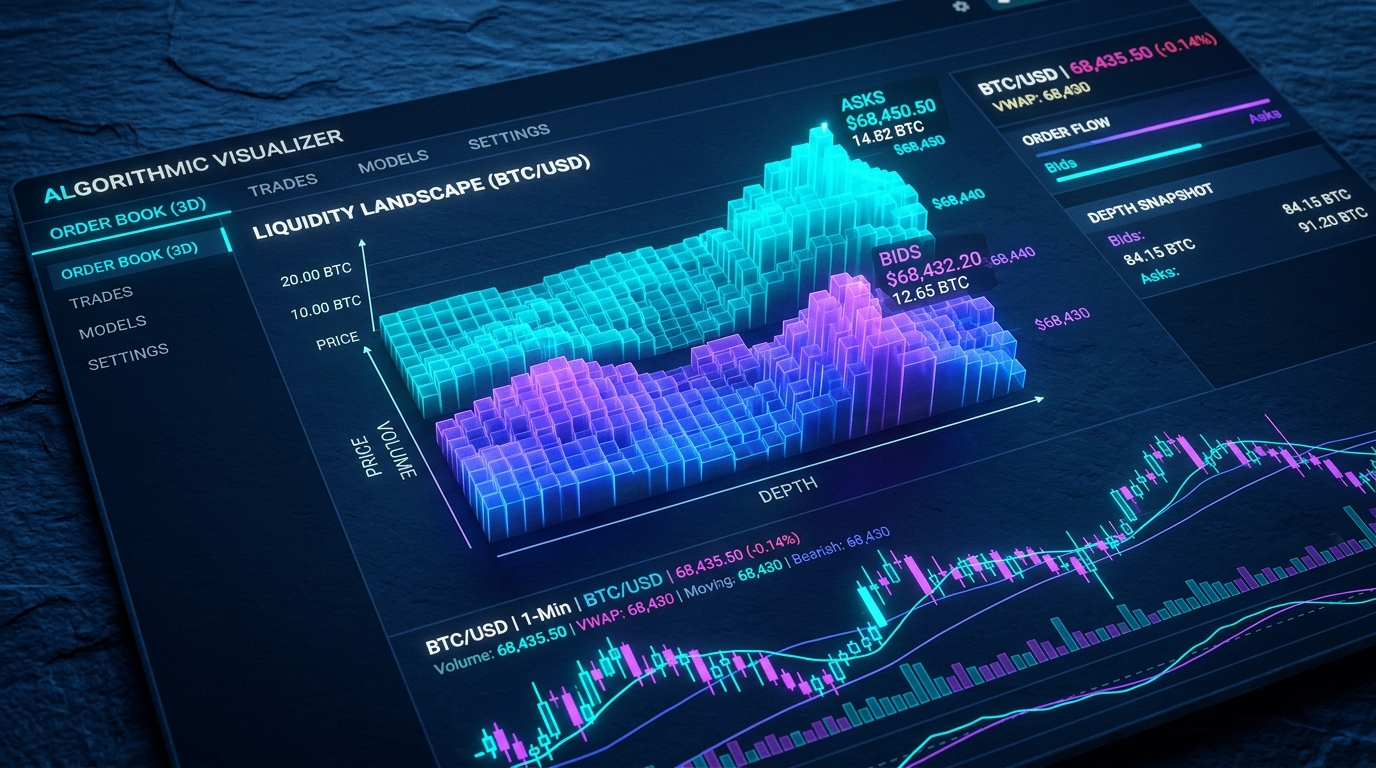 ALGORITHMIC VISUALIZER
ORDER BOOK (3D)
TRADES
MODELS
SETTINGS
ORDER BOOK (3D)
TRADES
MODELS
SETTINGS
LIQUIDITY LANDSCAPE (BTC/USD)
20.00 BTC
10.00 BTC
PRICE
PRICE
VOLUME
DEPTH
ASKS
$68,450.50
14.82 BTC
$68,450
$68,440
BIDS
$68,432.20
12.65 BTC
$68,440
$68,430
BTC/USD | 68,435.50 (-0.14%)
VWAP: 68,430
ORDER FLOW
Asks
Bids
DEPTH SNAPSHOT
Bids:
84.15 BTC
84.15 BTC
91.20 BTC
Asks:
BTC/USD | 1-Min | BTC/USD | 68,435.50 (-0.14%)
Volume: 68,435.50 | VWAP: 68,430 | Moving: 68,430 | Bearish: 68,430